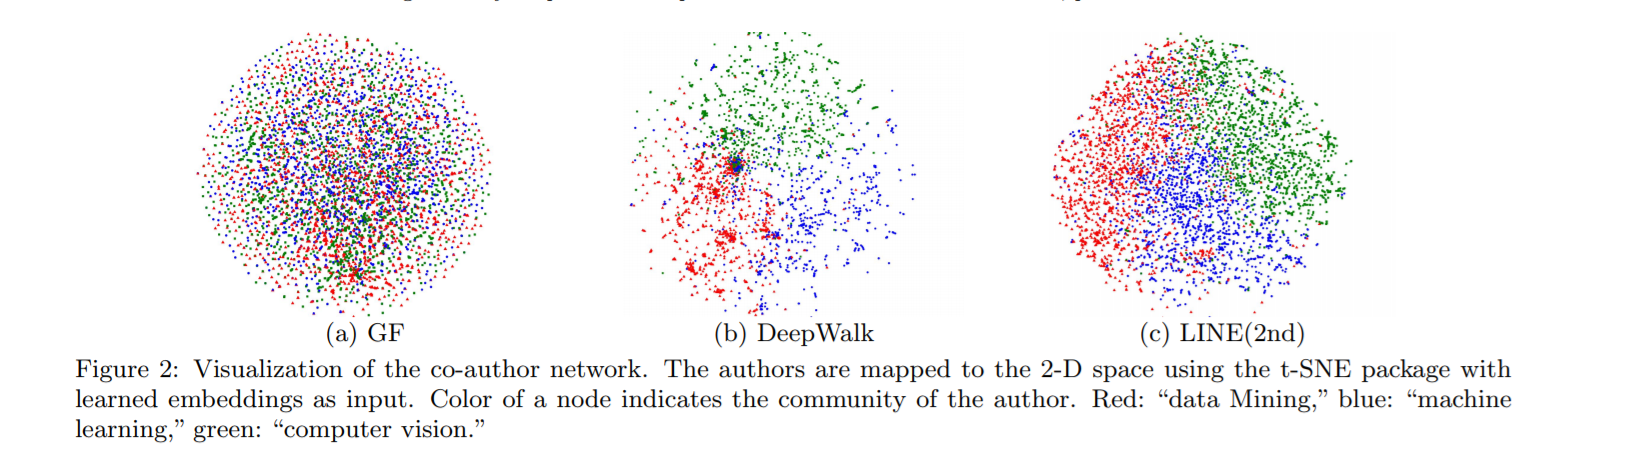 (a) GF
(b) DeepWalk
(c) LINE(2nd)
Figure 2: Visualization of the co-author network. The authors are mapped to the 2-D space using the t-SNE package with
learned embeddings as input. Color of a node indicates the community of the author. Red: “data Mining,” blue: “machine
learning,” green: “computer vision.”